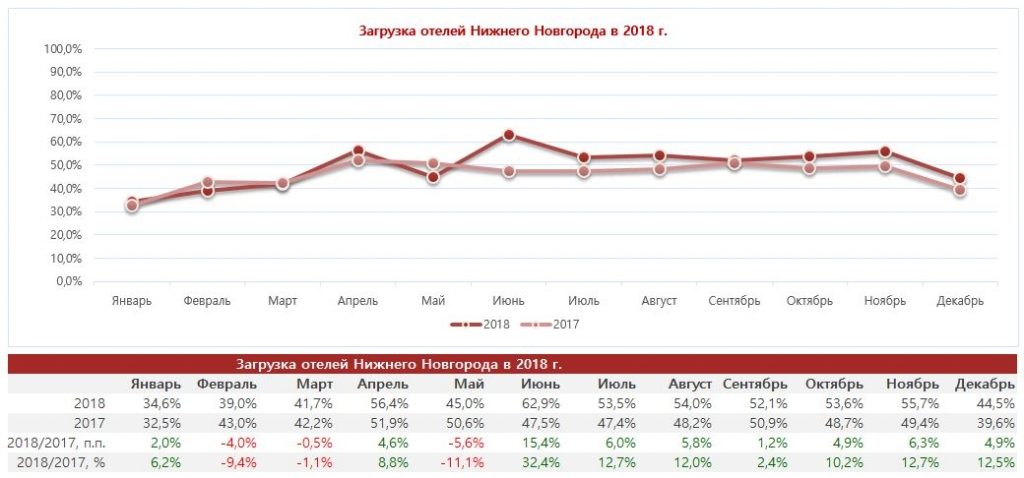 Загрузка отелей Нижнего Новгорода в 2018 г.
100,0%
90,0%
80,0%
70,0%
60,0%
50,0%
40,0%
30,0%
20,0%
10,0%
0,0%
Январь Февраль Март Апрель Май Июнь Июль Август Сентябрь Октябрь Ноябрь Декабрь
2018 2017
Загрузка отелей Нижнего Новгорода в 2018 г.
Январь Февраль Март Апрель Май Июнь Июль Август Сентябрь Октябрь Ноябрь Декабрь
2018 34,6% 39,0% 41,7% 56,4% 45,0% 62,9% 53,5% 54,0% 52,1% 53,6% 55,7% 44,5%
2017 32,5% 43,0% 42,2% 51,9% 50,6% 47,5% 47,4% 48,2% 50,9% 48,7% 49,4% 39,6%
2018/2017, п.п. 2,0% -4,0% -0,5% 4,6% -5,6% 15,4% 6,0% 5,8% 1,2% 4,9% 6,3% 4,9%
2018/2017, % 6,2% -9,4% -1,1% 8,8% -11,1% 32,4% 12,7% 12,0% 2,4% 10,2% 12,7% 12,5%